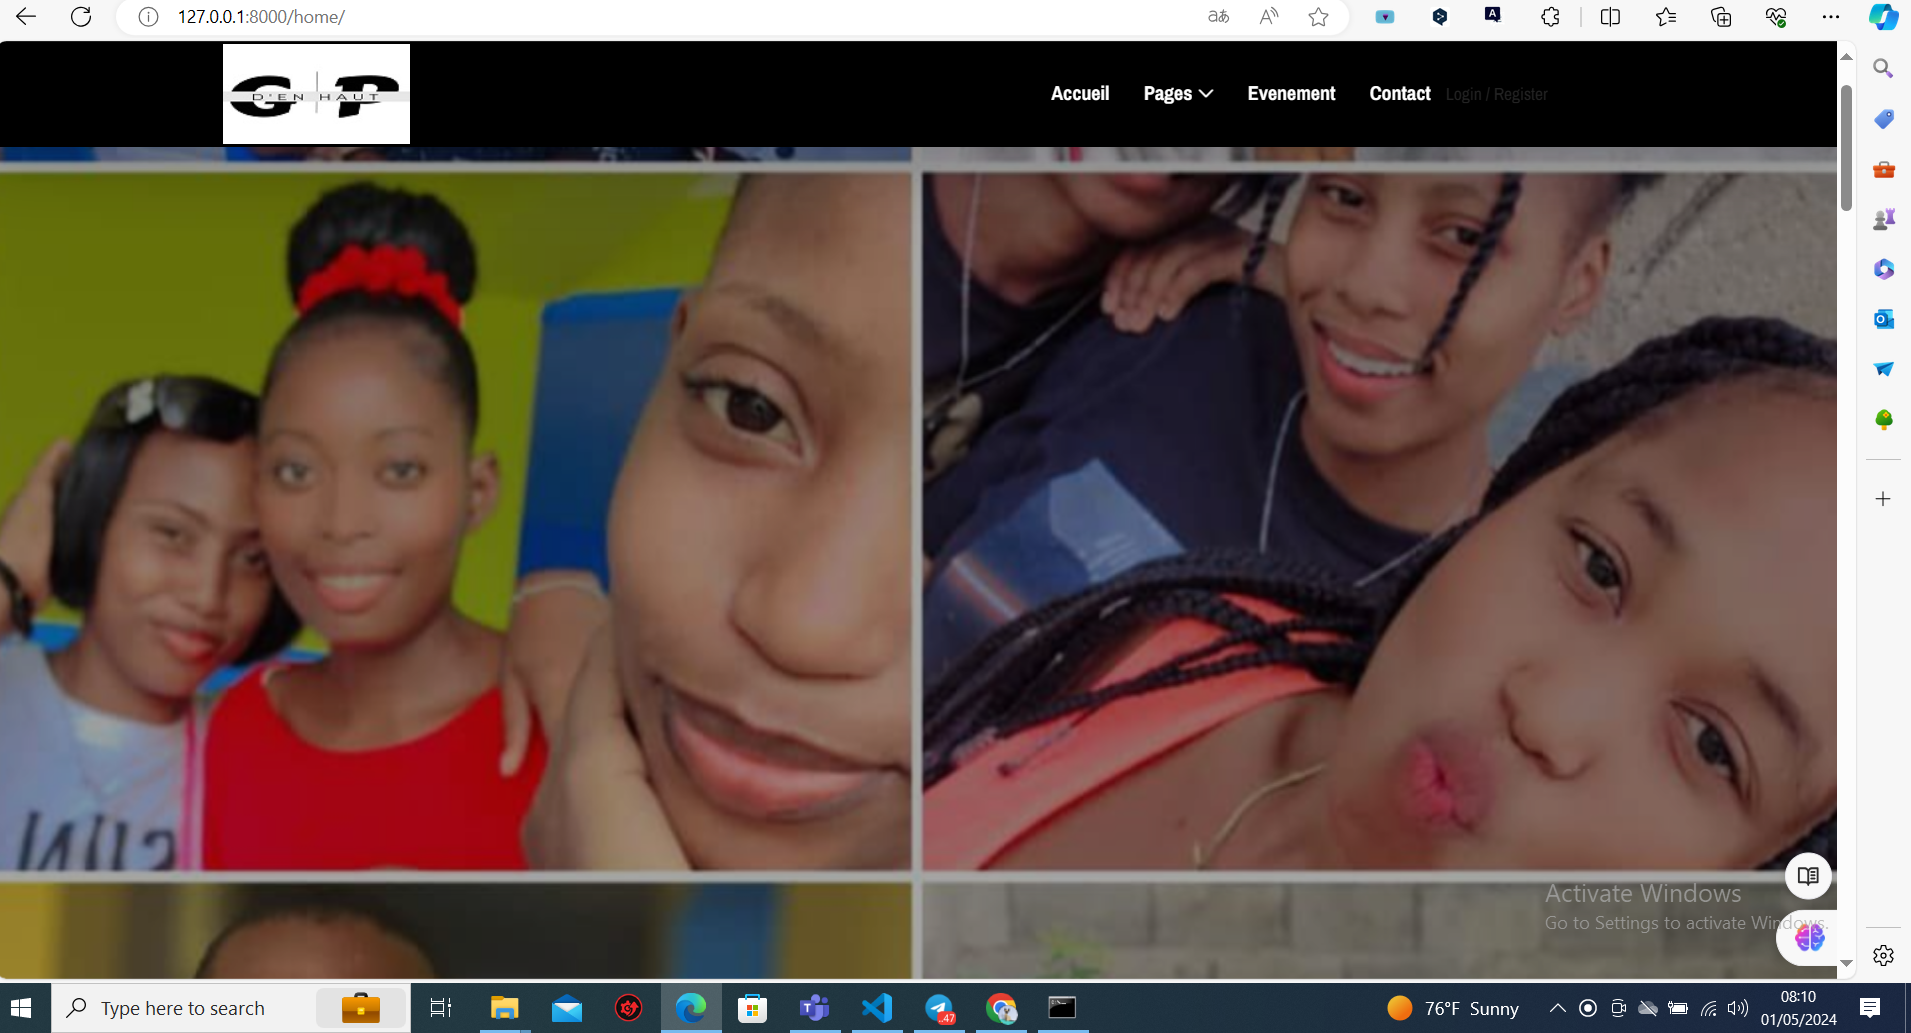 127.0.0.1:8000/home/
G P
D'EN HAUT
Accueil Pages Evenement Contact Login / Register
Activate Windows
Go to Settings to activate Windows.
Type here to search
47
76°F Sunny
08:10
01/05/2024